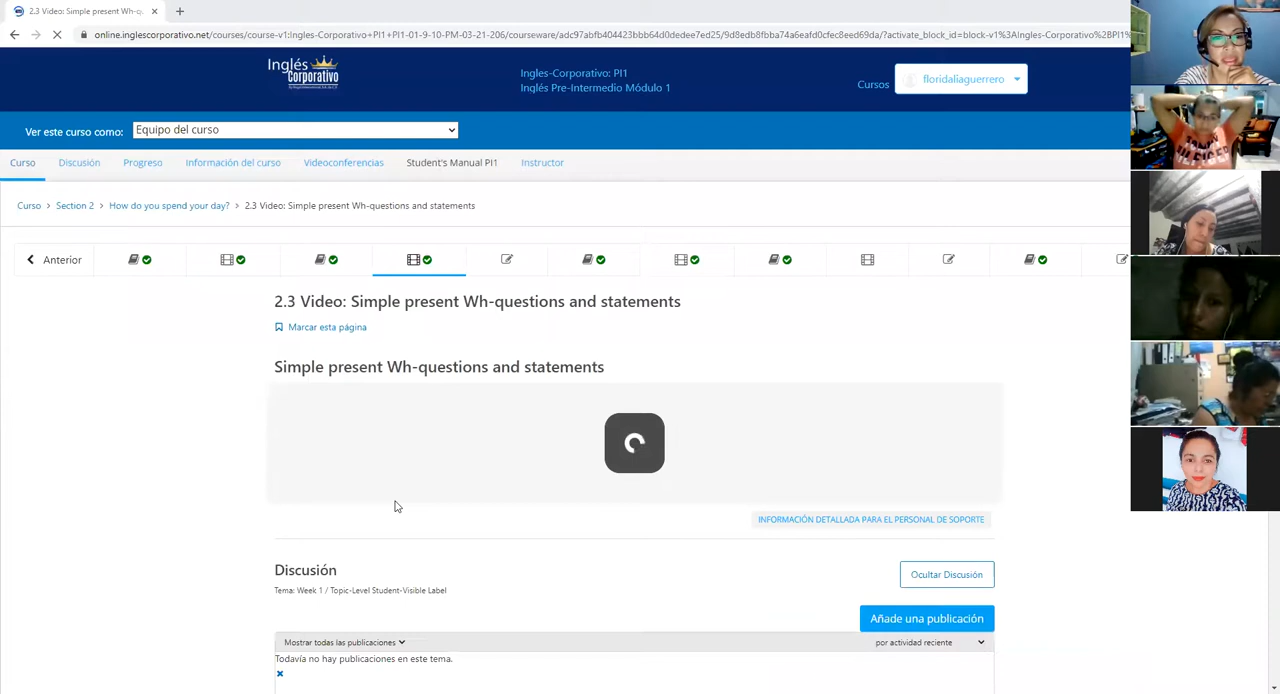 2.3 Video: Simple present Wh-q
online.inglescorporativo.net/courses/course-v1:Ingles-Corporativo+PI1+PI1-01-9-10-PM-03-21-206/courseware/adc97abfb404423bbb64d0dedee7ed25/9dedb8fbba74a6eafd0cfec8eed69da/?activate_block_id=block-v1%3AIngles-Corporativo%2BPI1%
Inglés
Corporativo
Ingles-Corporativo: PI1
Inglés Pre-Intermedio Módulo 1
Cursos
floridaliaguerrero
Ver este curso como:
Equipo del curso
Curso
Discusión
Progreso
Información del curso
Videoconferencias
Student's Manual PI1
Instructor
Curso > Section 2 > How do you spend your day? > 2.3 Video: Simple present Wh-questions and statements
Anterior
2.3 Video: Simple present Wh-questions and statements
Marcar esta página
Simple present Wh-questions and statements
INFORMACIÓN DETALLADA PARA EL PERSONAL DE SOPORTE
Discusión
Ocultar Discusión
Tema: Week 1 / Topic-Level Student-Visible Label
Añade una publicación
Mostrar todas las publicaciones
por actividad reciente
Todavía no hay publicaciones en este tema.